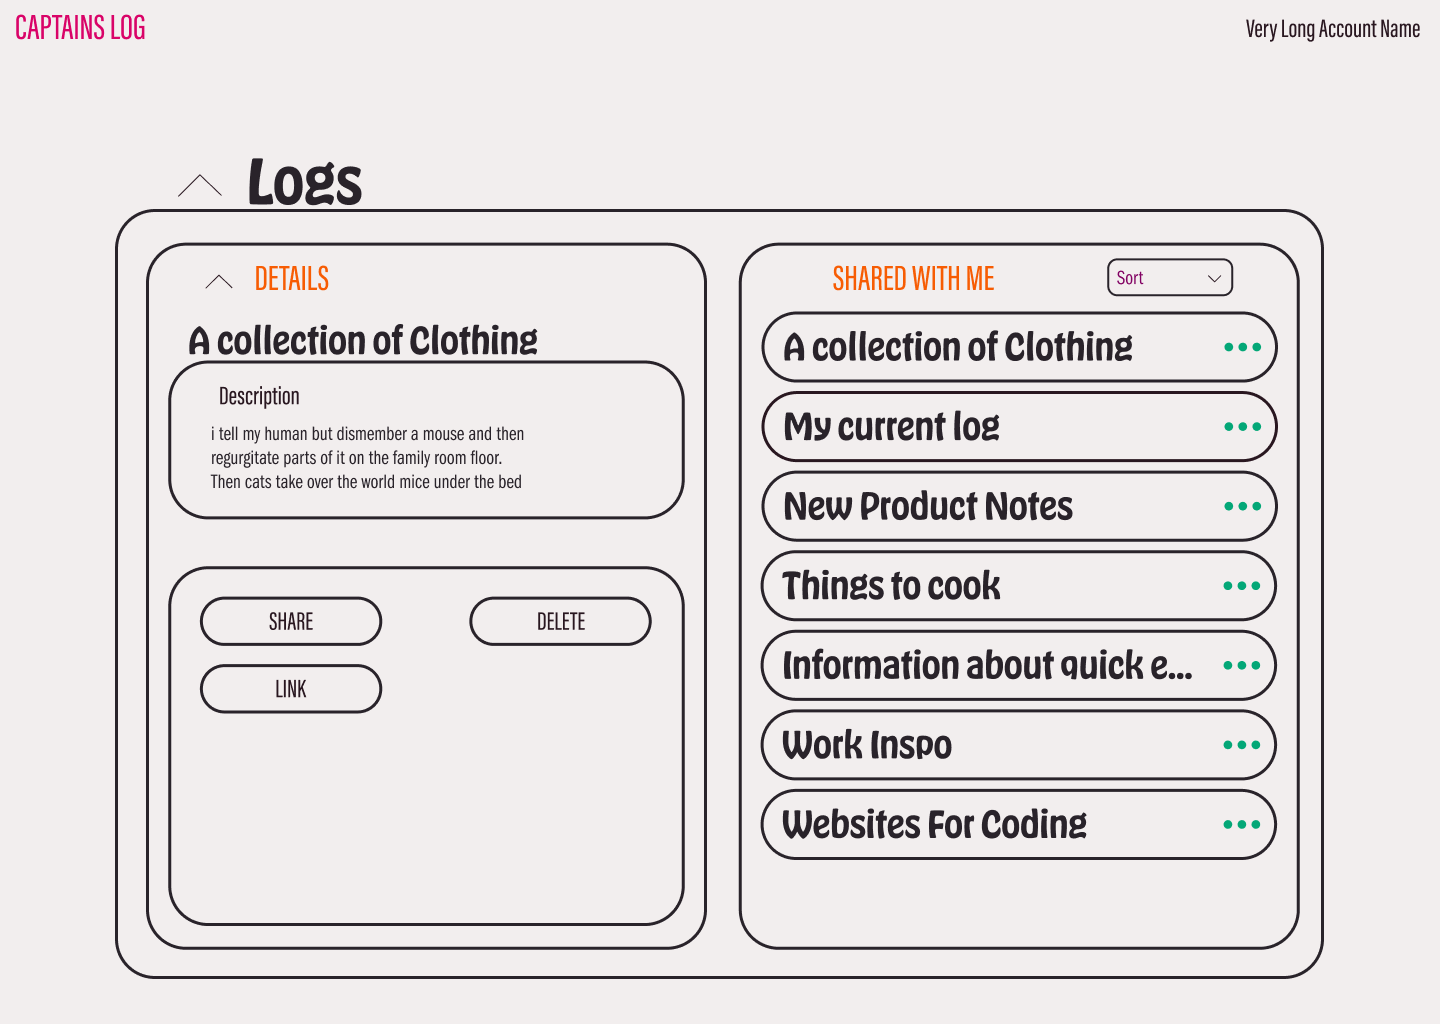 CAPTAINS LOG
Very Long Account Name
Logs
DETAILS
A collection of Clothing
Description
i tell my human but dismember a mouse and then
regurgitate parts of it on the family room floor.
Then cats take over the world mice under the bed
SHARE
DELETE
LINK
SHARED WITH ME
Sort
A collection of Clothing
My current log
New Product Notes
Things to cook
Information about quick e...
Work Inspo
Websites For Coding